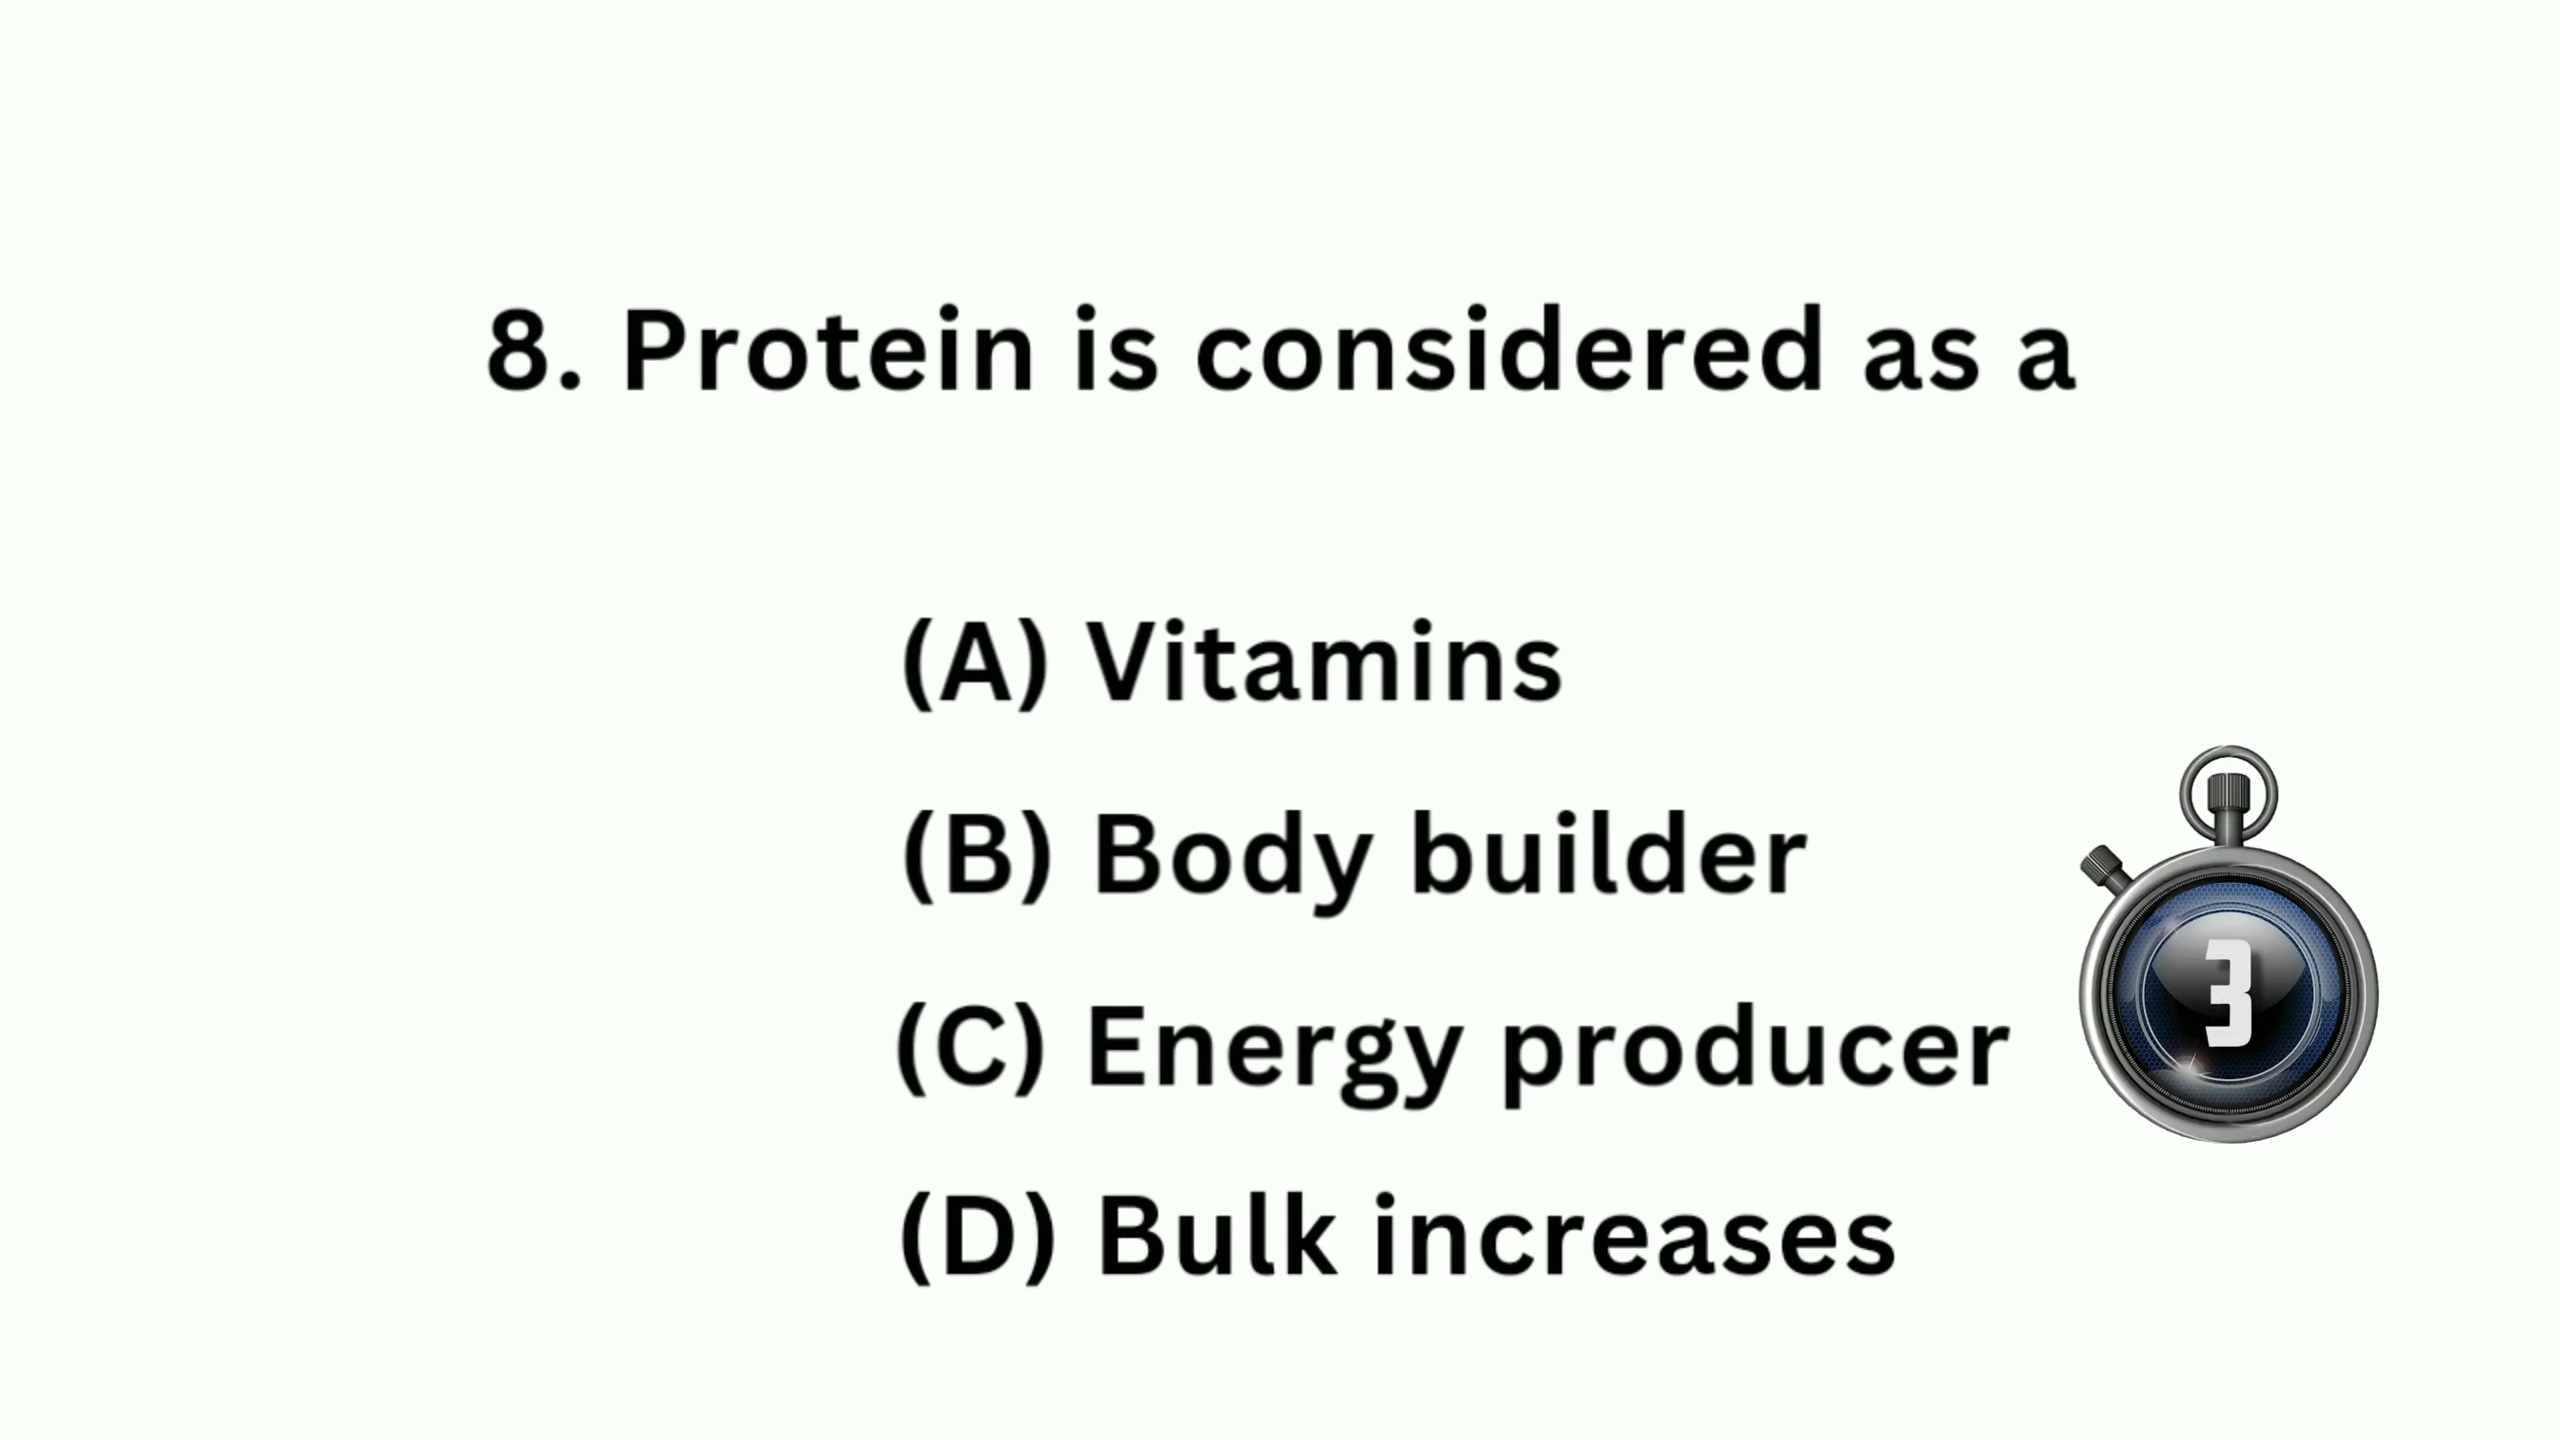 8. Protein is considered as a
(A) Vitamins
(B) Body builder
(C) Energy producer
(D) Bulk increases
3